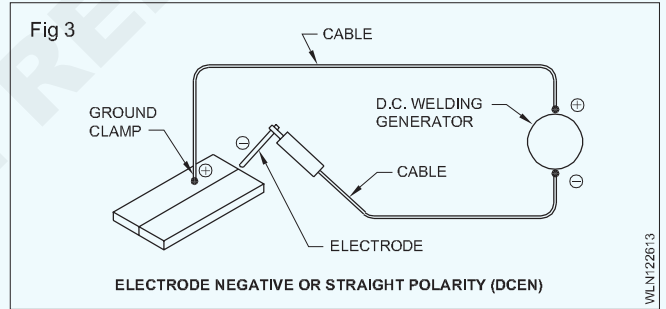 Fig 3
CABLE
GROUND
CLAMP
D.C. WELDING
GENERATOR
⊕
⊕
⊖
⊖
CABLE
ELECTRODE
ELECTRODE NEGATIVE OR STRAIGHT POLARITY (DCEN)
WLN122613